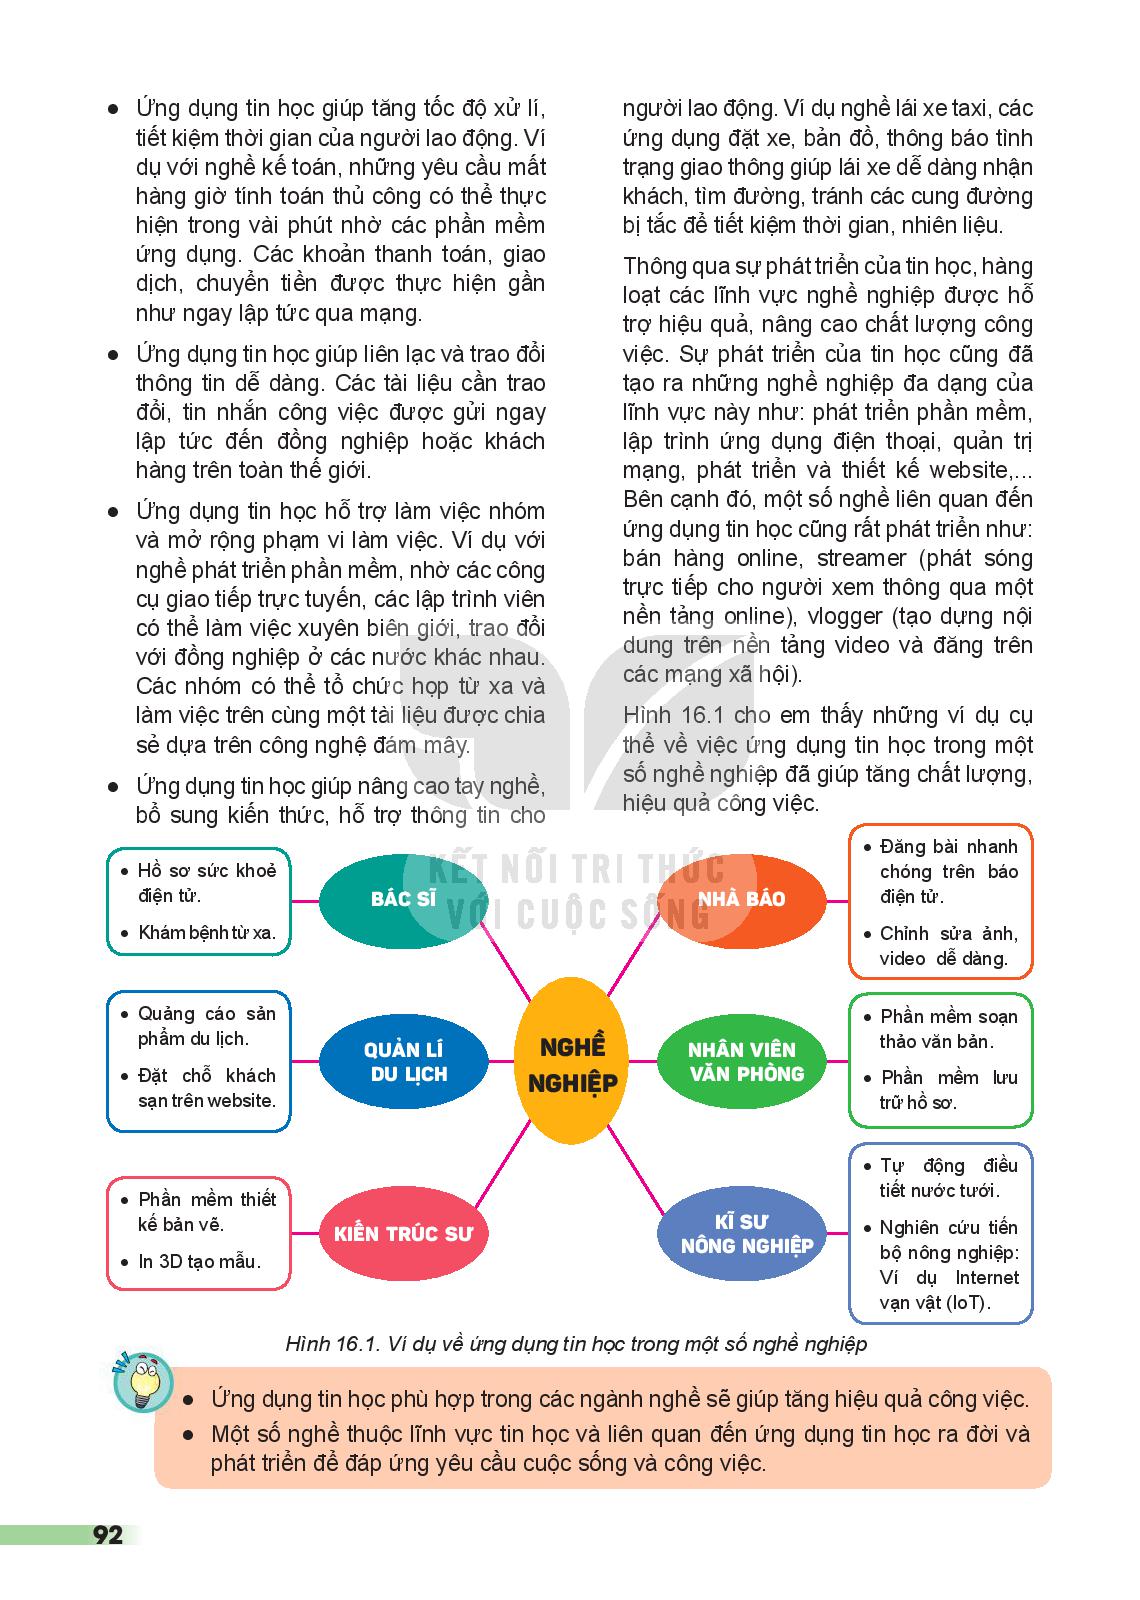 ● Ứng dụng tin học giúp tăng tốc độ xử lí,
tiết kiệm thời gian của người lao động. Ví
dụ với nghề kế toán, những yêu cầu mất
hàng giờ tính toán thủ công có thể thực
hiện trong vài phút nhờ các phần mềm
ứng dụng. Các khoản thanh toán, giao
dịch, chuyển tiền được thực hiện gần
như ngay lập tức qua mạng.
● Ứng dụng tin học giúp liên lạc và trao đổi
thông tin dễ dàng. Các tài liệu cần trao
đổi, tin nhắn công việc được gửi ngay
lập tức đến đồng nghiệp hoặc khách
hàng trên toàn thế giới.
● Ứng dụng tin học hỗ trợ làm việc nhóm
và mở rộng phạm vi làm việc. Ví dụ với
nghề phát triển phần mềm, nhờ các công
cụ giao tiếp trực tuyến, các lập trình viên
có thể làm việc xuyên biên giới, trao đổi
với đồng nghiệp ở các nước khác nhau.
Các nhóm có thể tổ chức họp từ xa và
làm việc trên cùng một tài liệu được chia
sẻ dựa trên công nghệ đám mây.
● Ứng dụng tin học giúp nâng cao tay nghề,
bổ sung kiến thức, hỗ trợ thông tin cho
người lao động. Ví dụ nghề lái xe taxi, các
ứng dụng đặt xe, bản đồ, thông báo tình
trạng giao thông giúp lái xe dễ dàng nhận
khách, tìm đường, tránh các cung đường
bị tắc để tiết kiệm thời gian, nhiên liệu.
Thông qua sự phát triển của tin học, hàng
loạt các lĩnh vực nghề nghiệp được hỗ
trợ hiệu quả, nâng cao chất lượng công
việc. Sự phát triển của tin học cũng đã
tạo ra những nghề nghiệp đa dạng của
lĩnh vực này như: phát triển phần mềm,
lập trình ứng dụng điện thoại, quản trị
mạng, phát triển và thiết kế website,...
Bên cạnh đó, một số nghề liên quan đến
ứng dụng tin học cũng rất phát triển như:
bán hàng online, streamer (phát sóng
trực tiếp cho người xem thông qua một
nền tảng online), vlogger (tạo dựng nội
dung trên nền tảng video và đăng trên
các mạng xã hội).
Hình 16.1 cho em thấy những ví dụ cụ
thể về việc ứng dụng tin học trong một
số nghề nghiệp đã giúp tăng chất lượng,
hiệu quả công việc.
KẾT NỐI TRI THỨC
VỚI CUỘC SỐNG
● Hồ sơ sức khoẻ
điện tử.
● Khám bệnh từ xa.
BÁC SĨ
● Quảng cáo sản
phẩm du lịch.
● Đặt chỗ khách
sạn trên website.
QUẢN LÍ
DU LỊCH
● Phần mềm thiết
kế bản vẽ.
● In 3D tạo mẫu.
KIẾN TRÚC SƯ
NGHỀ
NGHIỆP
NHÀ BÁO
● Đăng bài nhanh
chóng trên báo
điện tử.
● Chỉnh sửa ảnh,
video dễ dàng.
NHÂN VIÊN
VĂN PHÒNG
● Phần mềm soạn
thảo văn bản.
● Phần mềm lưu
trữ hồ sơ.
KĨ SƯ
NÔNG NGHIỆP
● Tự động điều
tiết nước tưới.
● Nghiên cứu tiến
bộ nông nghiệp:
Ví dụ Internet
vạn vật (IoT).
Hình 16.1. Ví dụ về ứng dụng tin học trong một số nghề nghiệp
● Ứng dụng tin học phù hợp trong các ngành nghề sẽ giúp tăng hiệu quả công việc.
● Một số nghề thuộc lĩnh vực tin học và liên quan đến ứng dụng tin học ra đời và
phát triển để đáp ứng yêu cầu cuộc sống và công việc.
92